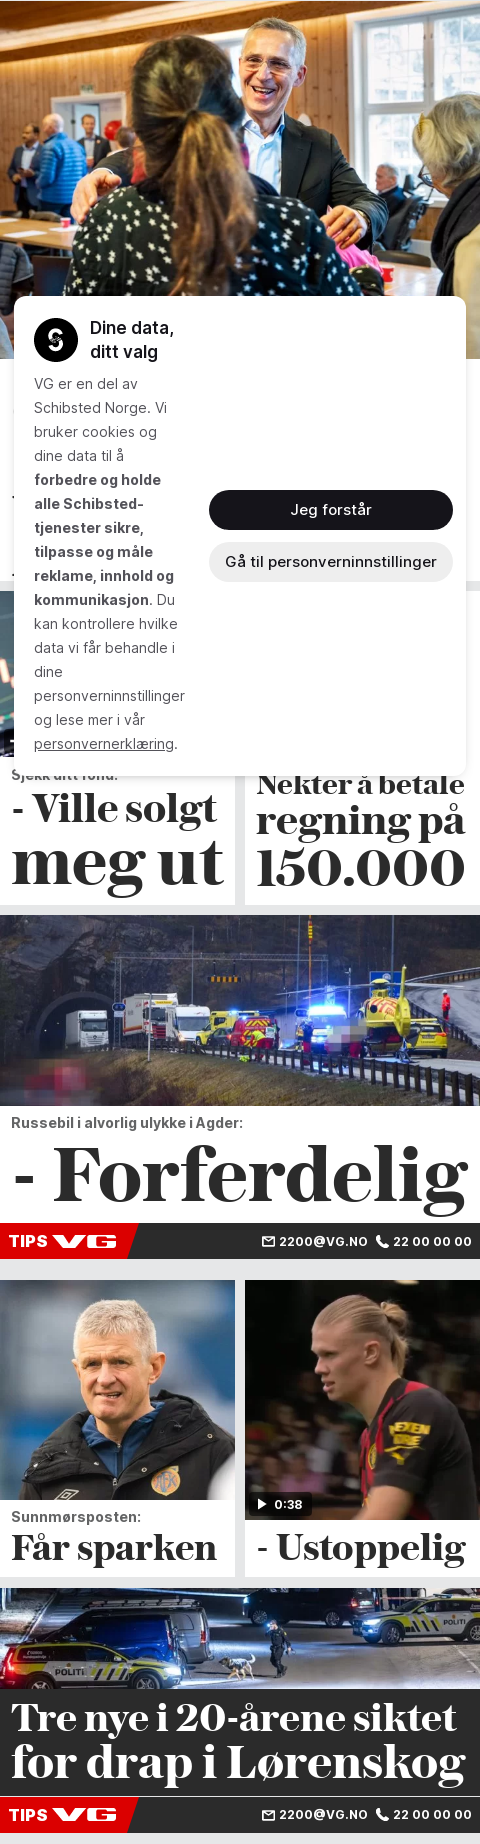 Dine data,
ditt valg
VG er en del av
Schibsted Norge. Vi
bruker cookies og
dine data til å
forbedre og holde
alle Schibsted-
tjenester sikre,
tilpasse og måle
reklame, innhold og
kommunikasjon. Du
kan kontrollere hvilke
data vi får behandle i
dine
personverninnstillinger
og lese mer i vår
personvernerklæring.
Jeg forstår
Gå til personverninnstillinger
Sjekk ditt fond:
- Ville solgt
meg ut
Nekter å betale
regning på
150.000
Russebil i alvorlig ulykke i Agder:
- Forferdelig
TIPS VG 2200@VG.NO 22 00 00 00
0:38
Sunnmørsposten:
Får sparken
- Ustoppelig
POLITI
POLITI
Tre nye i 20-årene siktet
for drap i Lørenskog
TIPS VG 2200@VG.NO 22 00 00 00